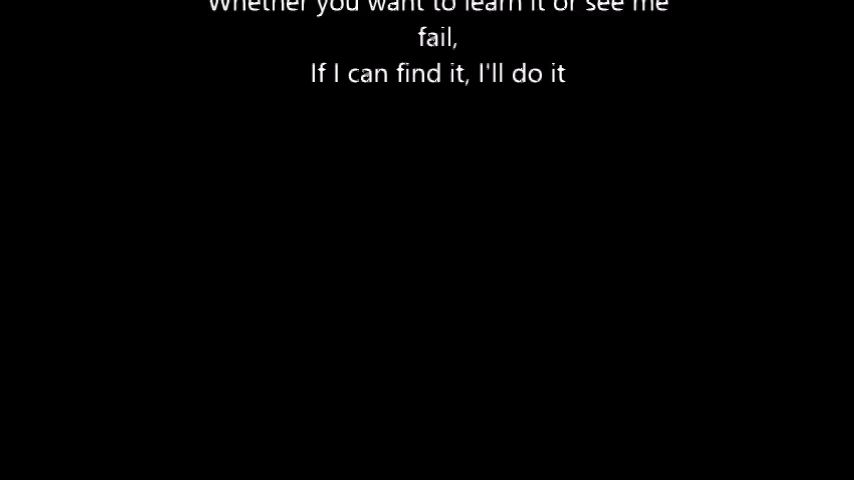 Whether you want to learn it or see me
fail,
If I can find it, I'll do it